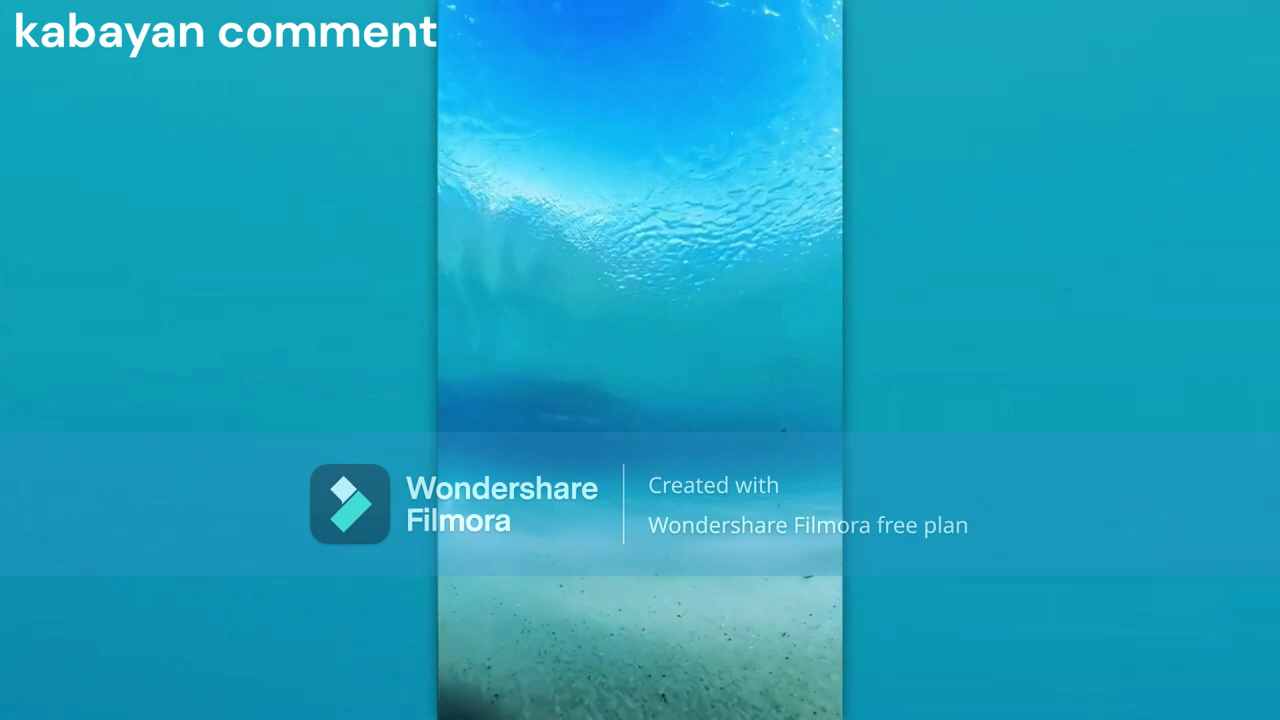 kabayan comment
Wondershare
Filmora
Created with
Wondershare Filmora free plan